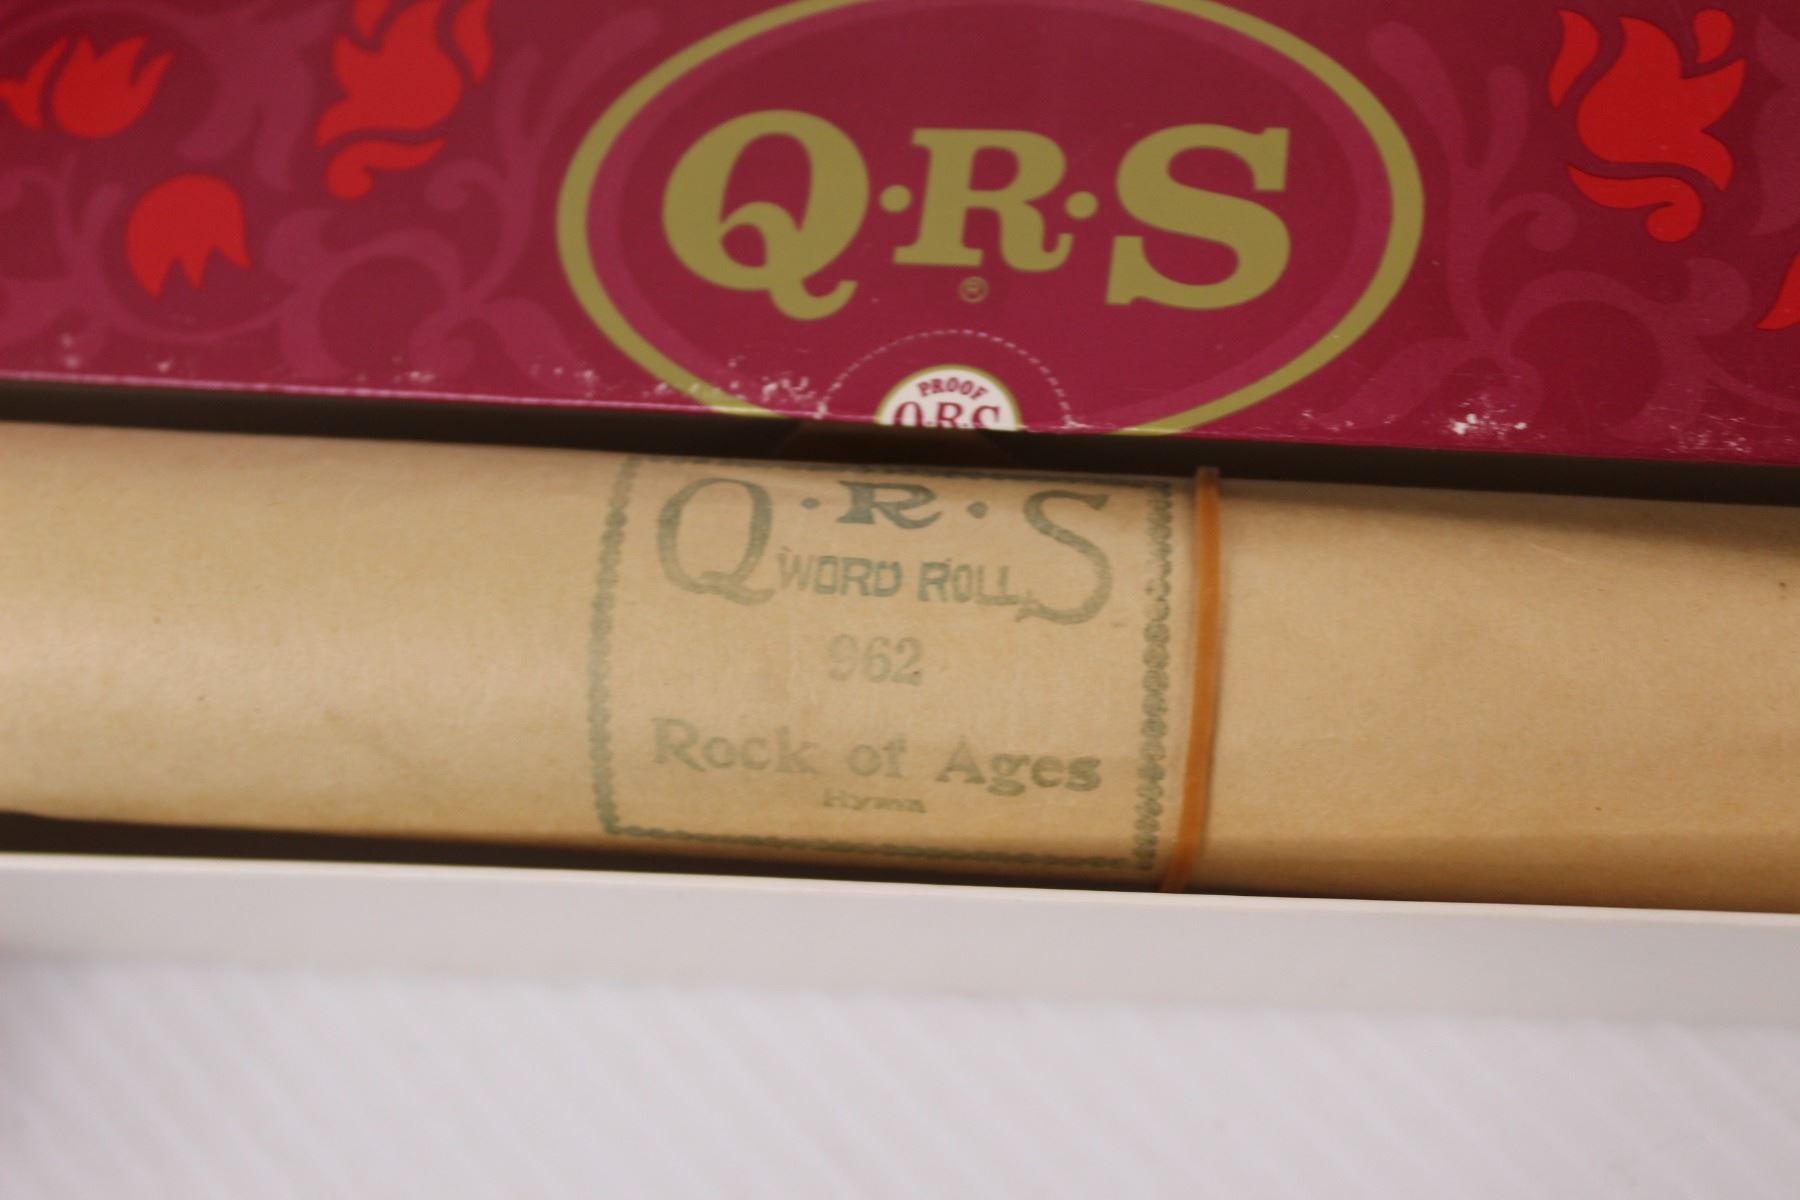 Q·R·S
®
PROOF
Q·R·S
Q·R·S
WORD ROLL
962
Rock of Ages
Hymn